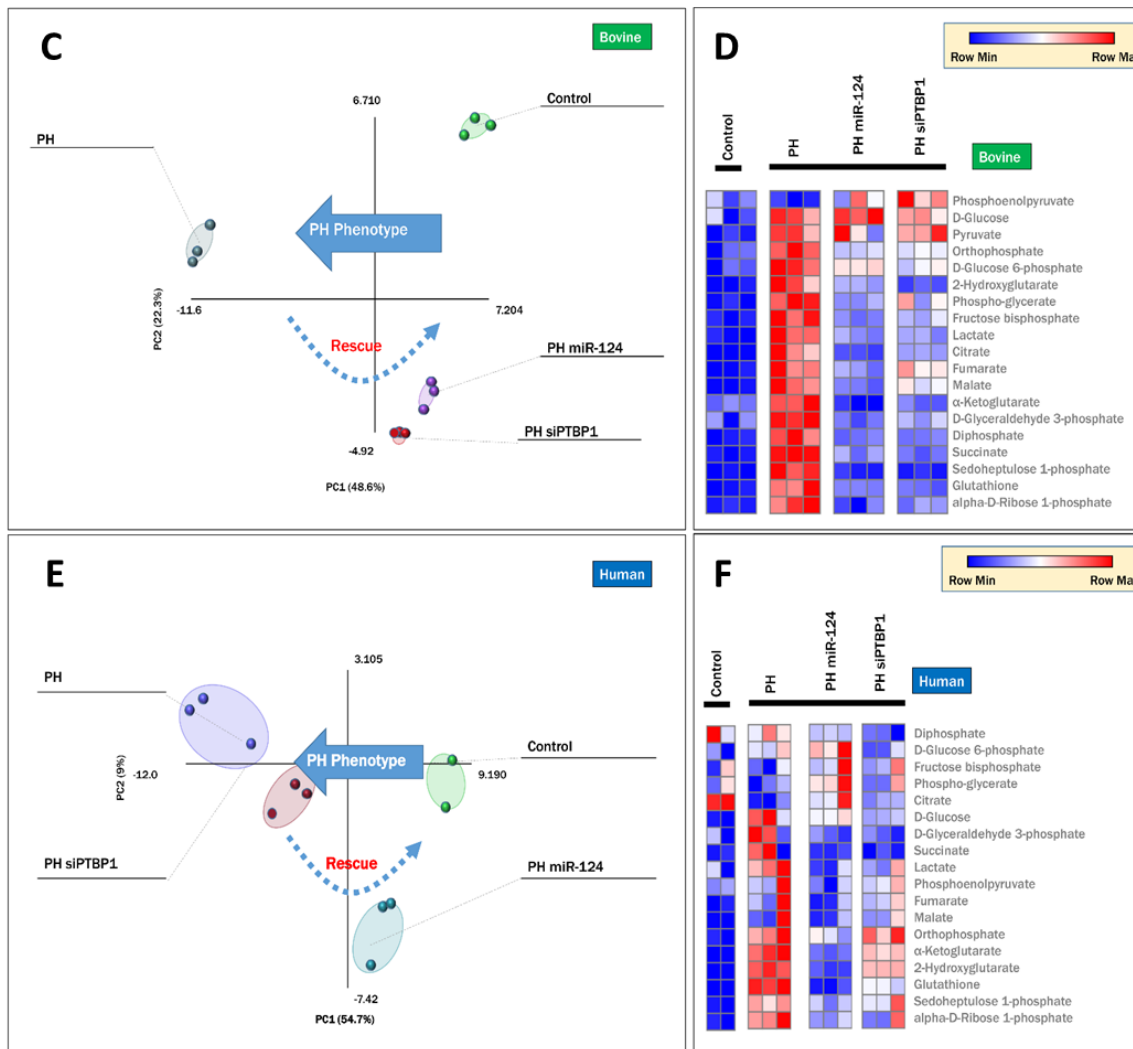 C
Bovine
6.710
Control
PH
PH Phenotype
-11.6
7.204
PC2 (22.3%)
Rescue
PH miR-124
PH siPTBP1
-4.92
PC1 (48.6%)
D
Row Min
Row Ma
Control
PH
PH miR-124
PH siPTBP1
Bovine
Phosphoenolpyruvate
D-Glucose
Pyruvate
Orthophosphate
D-Glucose 6-phosphate
2-Hydroxyglutarate
Phospho-glycerate
Fructose bisphosphate
Lactate
Citrate
Fumarate
Malate
α-Ketoglutarate
D-Glyceraldehyde 3-phosphate
Diphosphate
Succinate
Sedoheptulose 1-phosphate
Glutathione
alpha-D-Ribose 1-phosphate
E
Human
3.105
PH
Control
PH Phenotype
-12.0
9.190
PC2 (9%)
Rescue
PH siPTBP1
PH miR-124
-7.42
PC1 (54.7%)
F
Row Min
Row Ma
Control
PH
PH miR-124
PH siPTBP1
Human
Diphosphate
D-Glucose 6-phosphate
Fructose bisphosphate
Phospho-glycerate
Citrate
D-Glucose
D-Glyceraldehyde 3-phosphate
Succinate
Lactate
Phosphoenolpyruvate
Fumarate
Malate
Orthophosphate
α-Ketoglutarate
2-Hydroxyglutarate
Glutathione
Sedoheptulose 1-phosphate
alpha-D-Ribose 1-phosphate